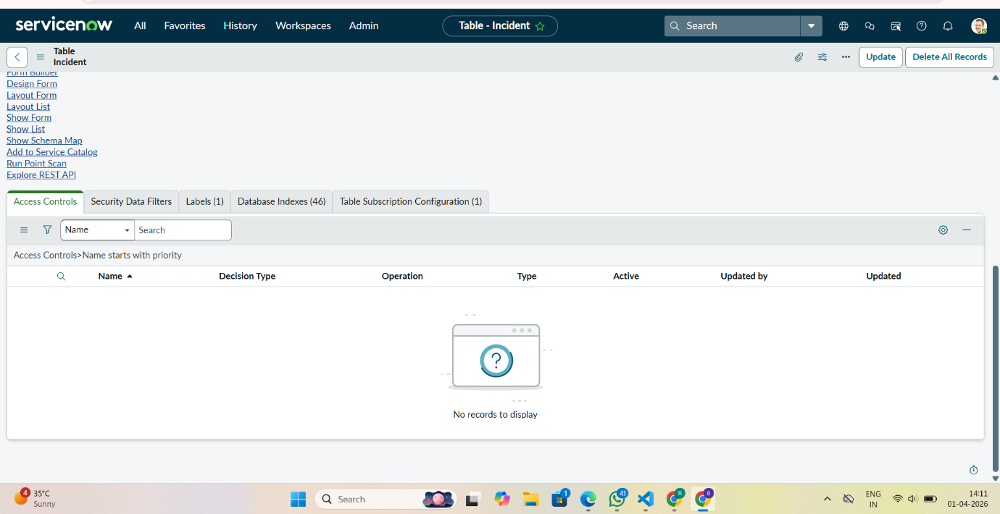 servicenow All Favorites History Workspaces Admin Table - Incident Search
Table
Incident
Update Delete All Records
Form Builder
Design Form
Layout Form
Layout List
Show Form
Show List
Show Schema Map
Add to Service Catalog
Run Point Scan
Explore REST API
Access Controls Security Data Filters Labels (1) Database Indexes (46) Table Subscription Configuration (1)
Name Search
Access Controls>Name starts with priority
Name Decision Type Operation Type Active Updated by Updated
?
No records to display
4 35°C
Sunny
Search
1
41
R
B
ENG
IN
14:11
01-04-2026